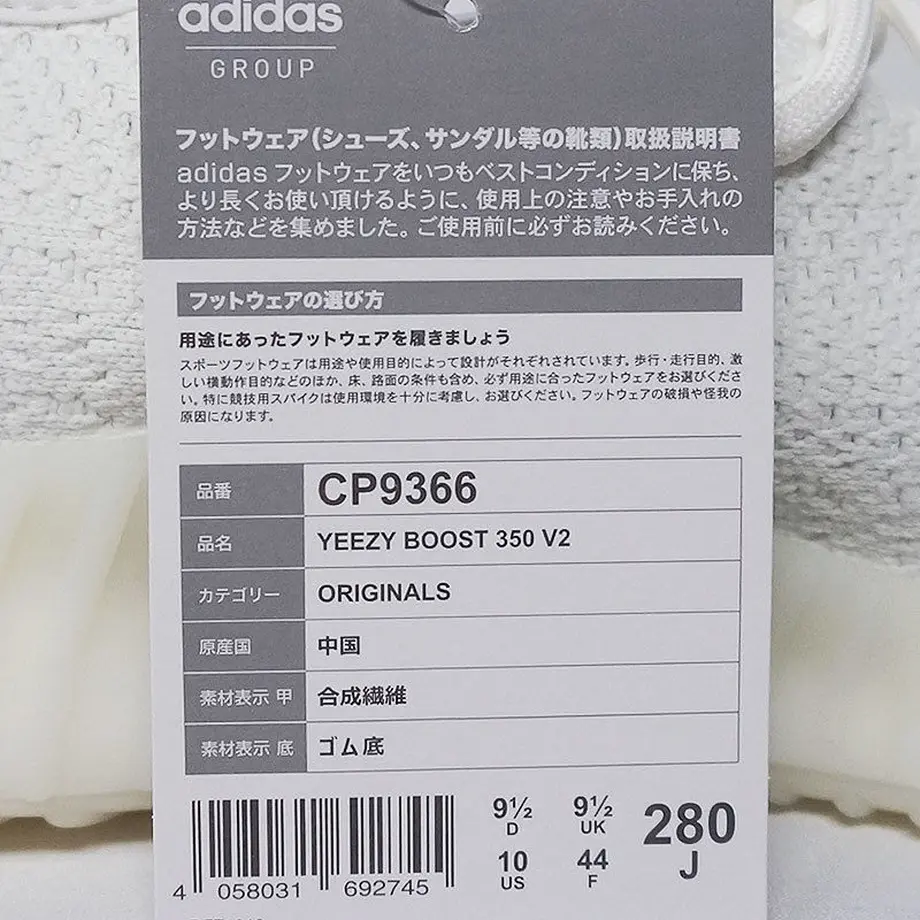 adidas
GROUP
フットウェア(シューズ、サンダル等の靴類)取扱説明書
adidas フットウェアをいつもベストコンディションに保ち、
より長くお使い頂けるように、使用上の注意やお手入れの
方法などを集めました。ご使用前に必ずお読みください。
フットウェアの選び方
用途にあったフットウェアを履きましょう
スポーツフットウェアは用途や使用目的によって設計がそれぞれされています。歩行・走行目的、激
しい横動作目的などのほか、床、路面の条件も含め、必ず用途に合ったフットウェアをお選びくださ
い。特に競技用スパイクは使用環境を十分に考慮し、お選びください。フットウェアの破損や怪我の
原因になります。
品番 CP9366
品名 YEEZY BOOST 350 V2
カテゴリー ORIGINALS
原産国 中国
素材表示 甲 合成繊維
素材表示 底 ゴム底
9½ 9½ 280
D UK J
10 44
US F
4 058031 692745